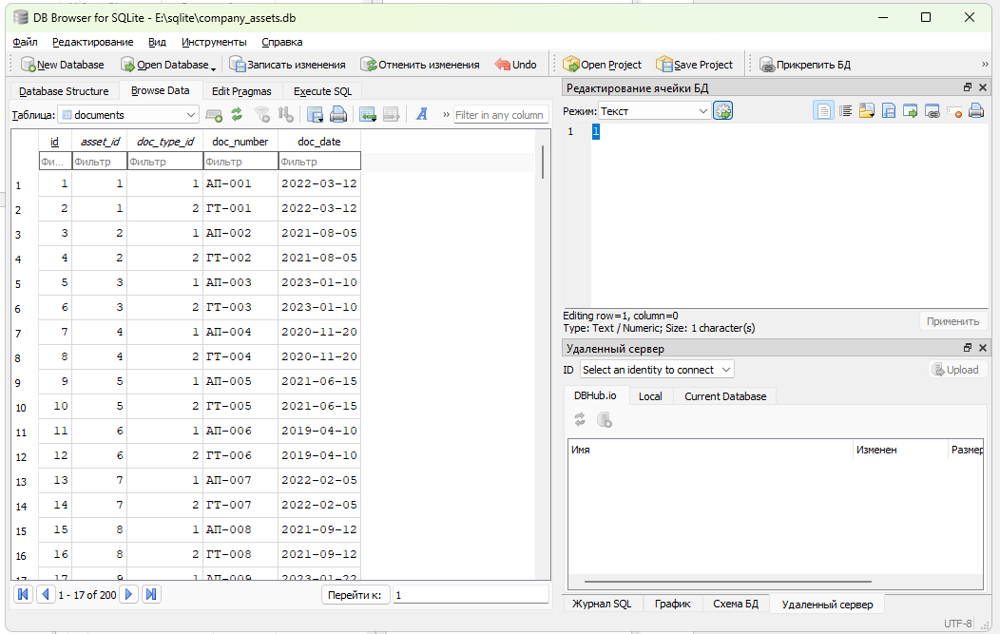 DB Browser for SQLite - E:\sqlite\company_assets.db
Файл Редактирование Вид Инструменты Справка
New Database Open Database Записать изменения Отменить изменения Undo Open Project Save Project Прикрепить БД »
Database Structure Browse Data Edit Pragmas Execute SQL
Таблица: documents A » Filter in any column
id asset_id doc_type_id doc_number doc_date
Фи... Фильтр Фильтр Фильтр Фильтр
1 1 1 1 АП-001 2022-03-12
2 2 1 2 ГТ-001 2022-03-12
3 3 2 1 АП-002 2021-08-05
4 4 2 2 ГТ-002 2021-08-05
5 5 3 1 АП-003 2023-01-10
6 6 3 2 ГТ-003 2023-01-10
7 7 4 1 АП-004 2020-11-20
8 8 4 2 ГТ-004 2020-11-20
9 9 5 1 АП-005 2021-06-15
10 10 5 2 ГТ-005 2021-06-15
11 11 6 1 АП-006 2019-04-10
12 12 6 2 ГТ-006 2019-04-10
13 13 7 1 АП-007 2022-02-05
14 14 7 2 ГТ-007 2022-02-05
15 15 8 1 АП-008 2021-09-12
16 16 8 2 ГТ-008 2021-09-12
17 17 9 1 АП-009 2023-01-22
1 - 17 of 200 Перейти к: 1
Редактирование ячейки БД
Режим: Текст
1 1
Editing row=1, column=0
Type: Text / Numeric; Size: 1 character(s)
Применить
Удаленный сервер
ID Select an identity to connect Upload
DBHub.io Local Current Database
Имя Изменен Размер
Журнал SQL График Схема БД Удаленный сервер
UTF-8